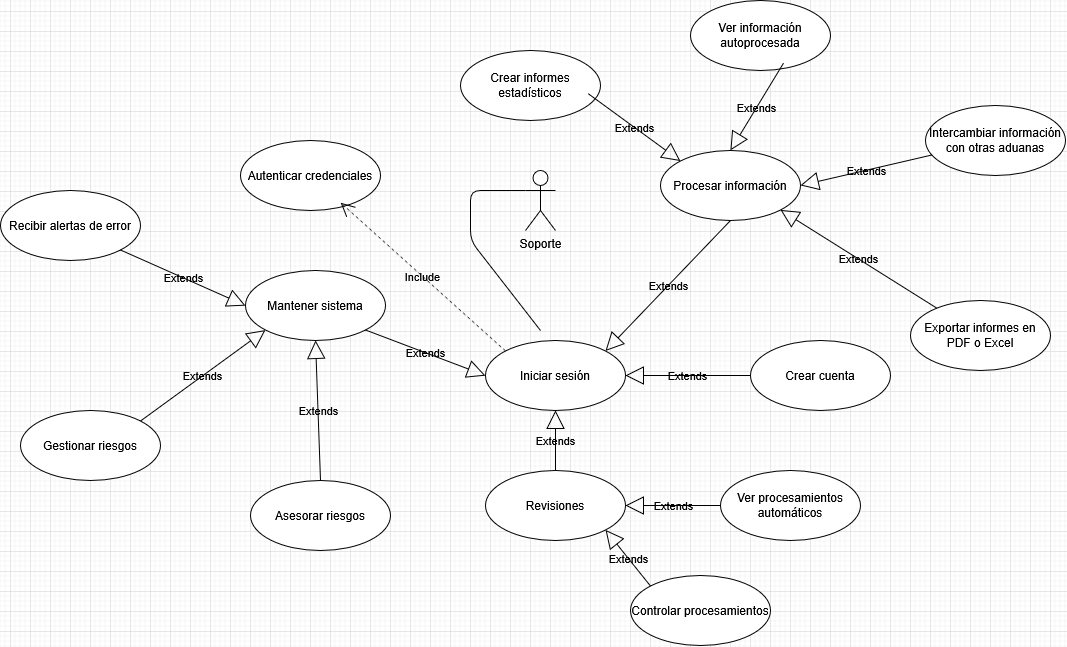 Ver información
autoprocesada
Crear informes
estadísticos
Extends
Extends
Intercambiar información
con otras aduanas
Extends
Autenticar credenciales
Procesar información
Soporte
Recibir alertas de error
Extends
Extends
Include
Extends
Mantener sistema
Exportar informes en
PDF o Excel
Extends
Extends
Iniciar sesión
Extends
Crear cuenta
Extends
Gestionar riesgos
Extends
Asesorar riesgos
Revisiones
Extends
Ver procesamientos
automáticos
Extends
Controlar procesamientos